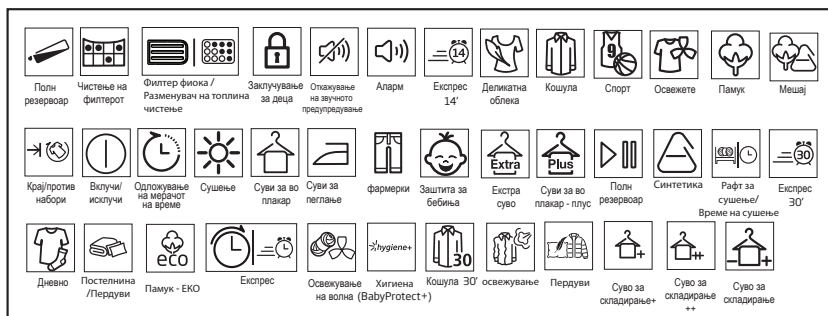 14
9
Полн
резервоар
Чистење на
филтерот
Филтер фиока /
Разменувач на топлина
чистење
Заклучување
за деца
Откажување
на звучното
предупредување
Аларм
Експрес
14'
Деликатна
облека
Кошула
Спорт
Освежете
Памук
Мешај
Extra
Plus
30
Крај/против
набори
Вклучи/
исклучи
Одложување
на мерачот
на време
Сушење
Суви за во
плакар
Суви за
пеглање
фармерки
Заштита за
бебиња
Екстра
суво
Суви за во
плакар - плус
Полн
резервоар
Синтетика
Рафт за
сушење/
Време на сушење
Експрес
30'
eco
hygiene+
30
Дневно
Постелнина
/Пердуви
Памук - ЕКО
Експрес
Освежување
на волна
Хигиена
(BabyProtect+)
Кошула 30'
освежување
Пердуви
Суво за
складирање+
Суво за
складирање
++
Суво за
складирање